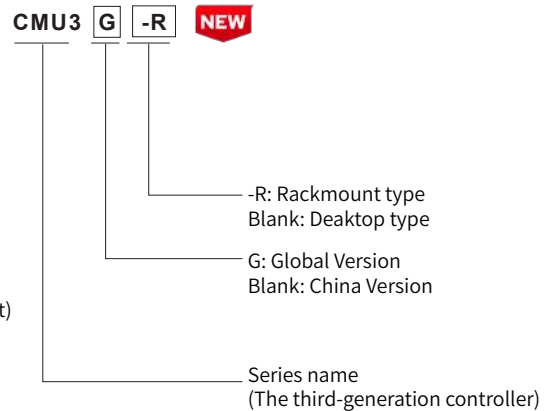 CMU3 G -R NEW
-R: Rackmount type
Blank: Deaktop type
G: Global Version
Blank: China Version
t)
Series name
(The third-generation controller)